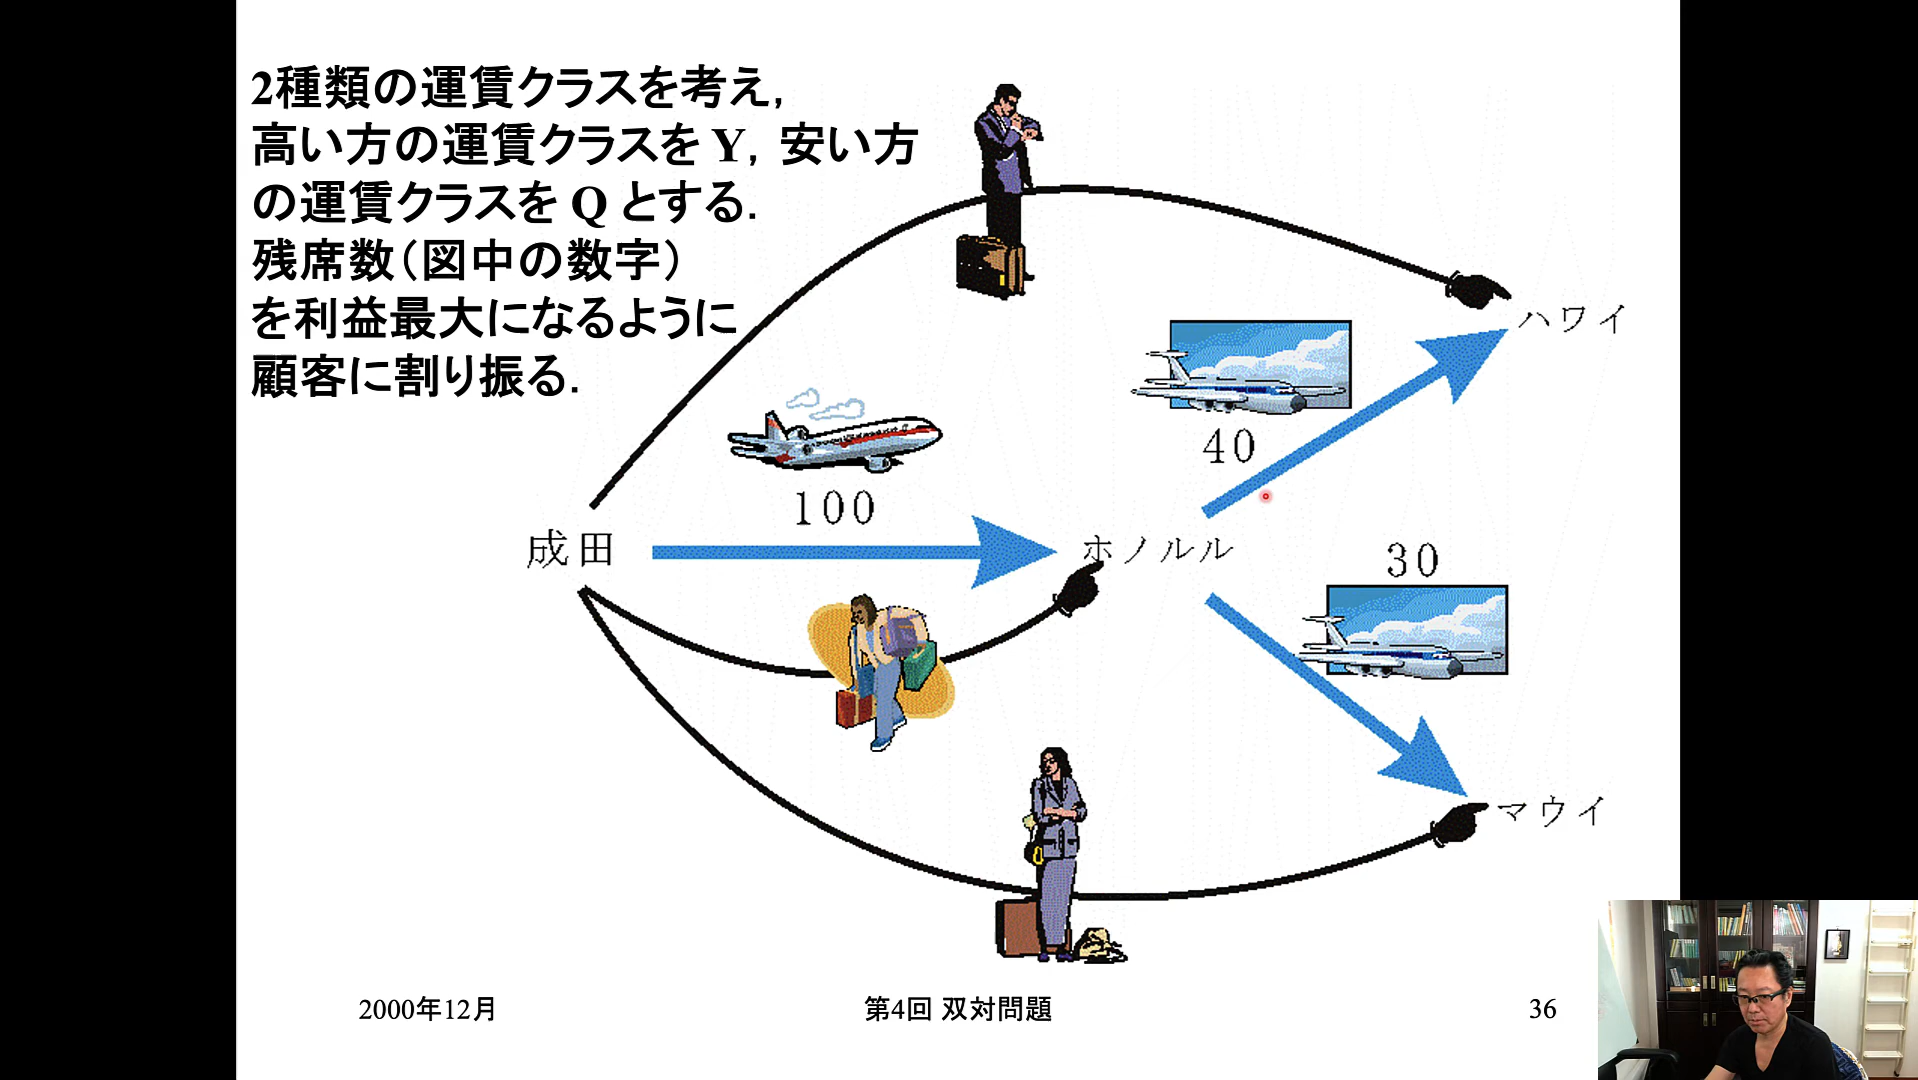 2種類の運賃クラスを考え，
高い方の運賃クラスを Y，安い方
の運賃クラスを Q とする．
残席数（図中の数字）
を利益最大になるように
顧客に割り振る．
ハワイ
40
100
成田
ホノルル
30
マウイ
2000年12月
第4回 双対問題
36